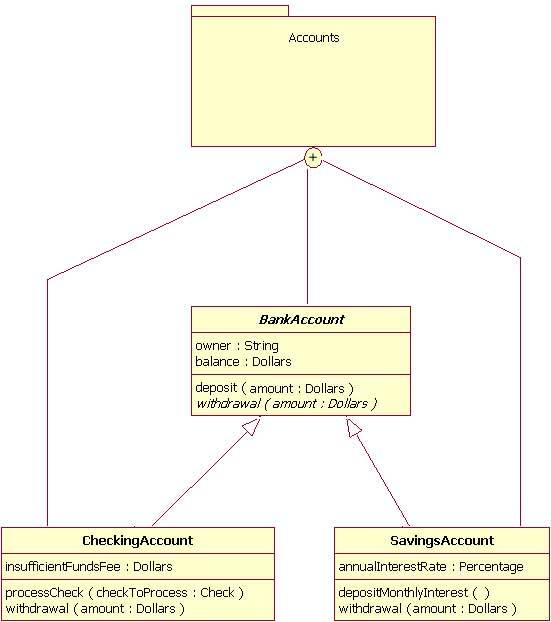 Accounts
+
BankAccount
owner : String
balance : Dollars
deposit ( amount : Dollars )
withdrawal ( amount : Dollars )
CheckingAccount
insufficientFundsFee : Dollars
processCheck ( checkToProcess : Check )
withdrawal ( amount : Dollars )
SavingsAccount
annualInterestRate : Percentage
depositMonthlyInterest ( )
withdrawal ( amount : Dollars )